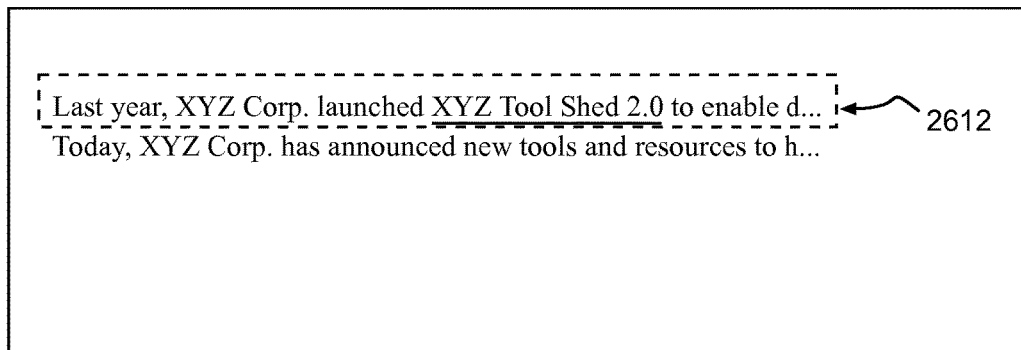 Last year, XYZ Corp. launched XYZ Tool Shed 2.0 to enable d...
2612
Today, XYZ Corp. has announced new tools and resources to h...